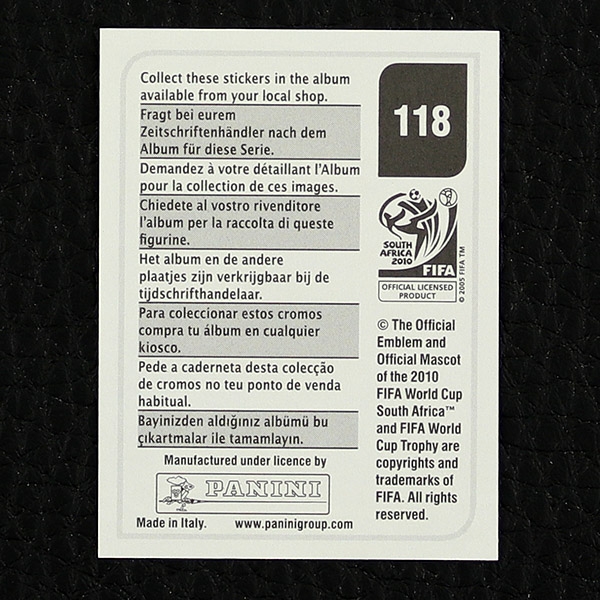 Collect these stickers in the album
available from your local shop.
Fragt bei eurem
Zeitschriftenhändler nach dem
Album für diese Serie.
Demandez à votre détaillant l'Album
pour la collection de ces images.
Chiedete al vostro rivenditore
l'album per la raccolta di queste
figurine.
Het album en de andere
plaatjes zijn verkrijgbaar bij de
tijdschrifthandelaar.
Para coleccionar estos cromos
compra tu álbum en cualquier
kiosco.
Pede a caderneta desta colecção
de cromos no teu ponto de venda
habitual.
Bayinizden aldığınız albümü bu
çıkartmalar ile tamamlayın.
Manufactured under licence by
PANINI
Made in Italy. www.paninigroup.com
118
SOUTH
AFRICA
2010
FIFA
OFFICIAL LICENSED
PRODUCT
© 2005 FIFA TM
© The Official
Emblem and
Official Mascot
of the 2010
FIFA World Cup
South Africa™
and FIFA World
Cup Trophy are
copyrights and
trademarks of
FIFA. All rights
reserved.